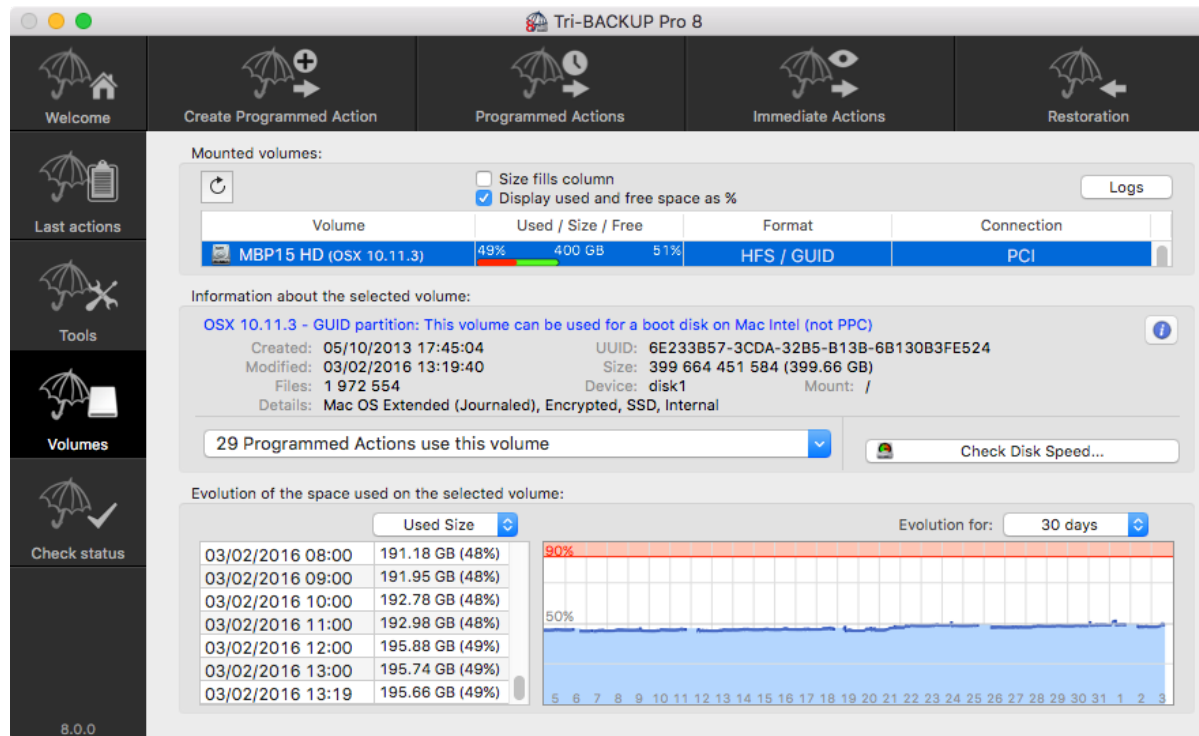 Tri-BACKUP Pro 8
Welcome
Create Programmed Action
Programmed Actions
Immediate Actions
Restoration
Last actions
Tools
Volumes
Check status
8.0.0
Mounted volumes:
Size fills column
Display used and free space as %
Logs
Volume Used / Size / Free Format Connection
MBP15 HD (OSX 10.11.3) 49% 400 GB 51% HFS / GUID PCI
Information about the selected volume:
OSX 10.11.3 - GUID partition: This volume can be used for a boot disk on Mac Intel (not PPC)
Created: 05/10/2013 17:45:04 UUID: 6E233B57-3CDA-32B5-B13B-6B130B3FE524
Modified: 03/02/2016 13:19:40 Size: 399 664 451 584 (399.66 GB)
Files: 1 972 554 Device: disk1 Mount: /
Details: Mac OS Extended (Journaled), Encrypted, SSD, Internal
29 Programmed Actions use this volume
Check Disk Speed...
Evolution of the space used on the selected volume:
Used Size
Evolution for: 30 days
03/02/2016 08:00 191.18 GB (48%)
03/02/2016 09:00 191.95 GB (48%)
03/02/2016 10:00 192.78 GB (48%)
03/02/2016 11:00 192.98 GB (48%)
03/02/2016 12:00 195.88 GB (49%)
03/02/2016 13:00 195.74 GB (49%)
03/02/2016 13:19 195.66 GB (49%)
90%
50%
5 6 7 8 9 10 11 12 13 14 15 16 17 18 19 20 21 22 23 24 25 26 27 28 29 30 31 1 2 3